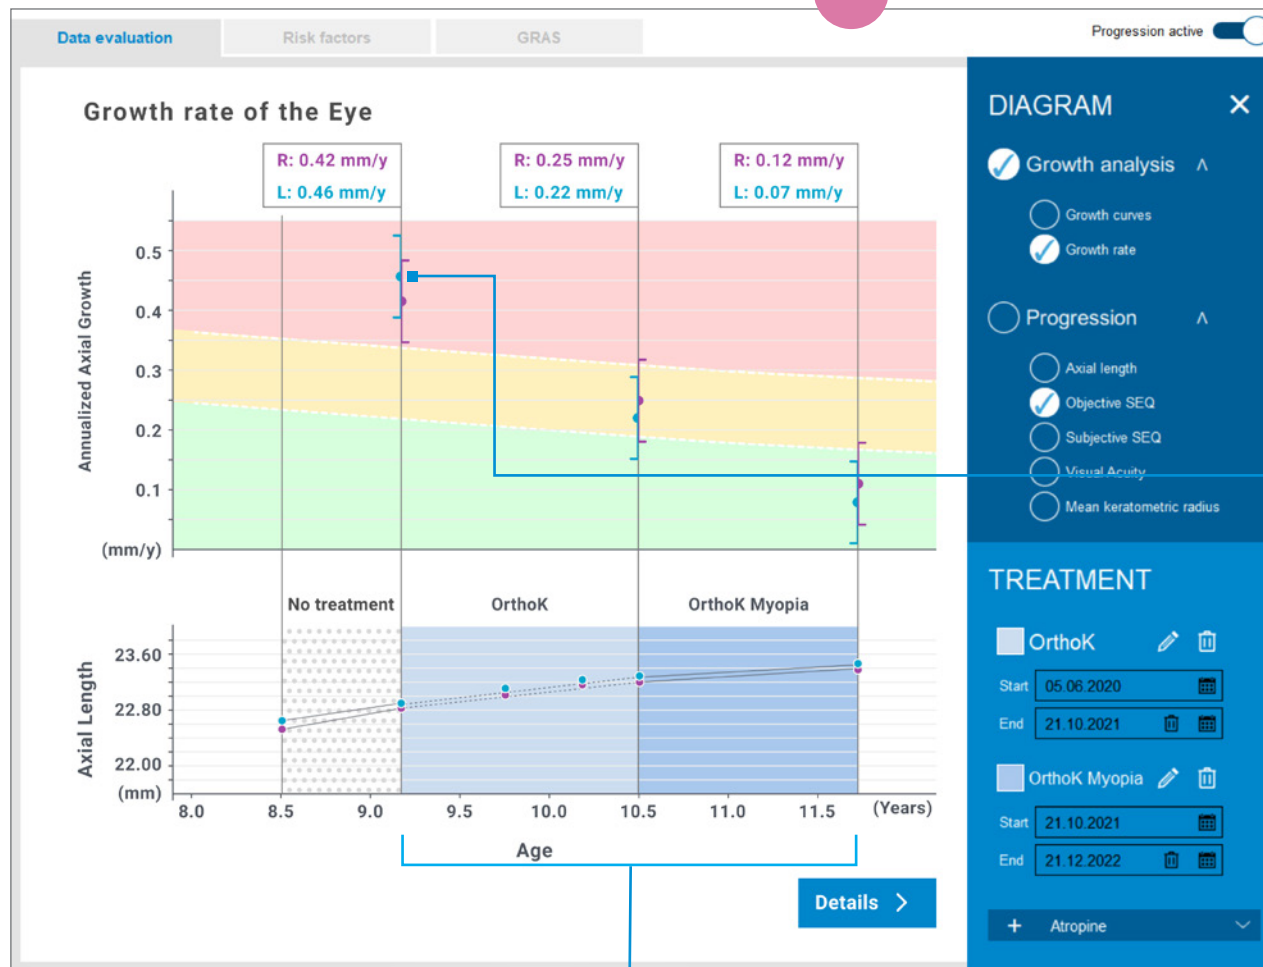 Data evaluation
Risk factors
GRAS
Progression active
Growth rate of the Eye
R: 0.42 mm/y
L: 0.46 mm/y
R: 0.25 mm/y
L: 0.22 mm/y
R: 0.12 mm/y
L: 0.07 mm/y
Annualized Axial Growth
0.5
0.4
0.3
0.2
0.1
(mm/y)
No treatment
OrthoK
OrthoK Myopia
Axial Length
23.60
22.80
22.00
(mm)
8.0
8.5
9.0
9.5
10.0
10.5
11.0
11.5
(Years)
Age
Details
DIAGRAM
Growth analysis
Growth curves
Growth rate
Progression
Axial length
Objective SEQ
Subjective SEQ
Visual Acuity
Mean keratometric radius
TREATMENT
OrthoK
Start 05.06.2020
End 21.10.2021
OrthoK Myopia
Start 21.10.2021
End 21.12.2022
+ Atropine